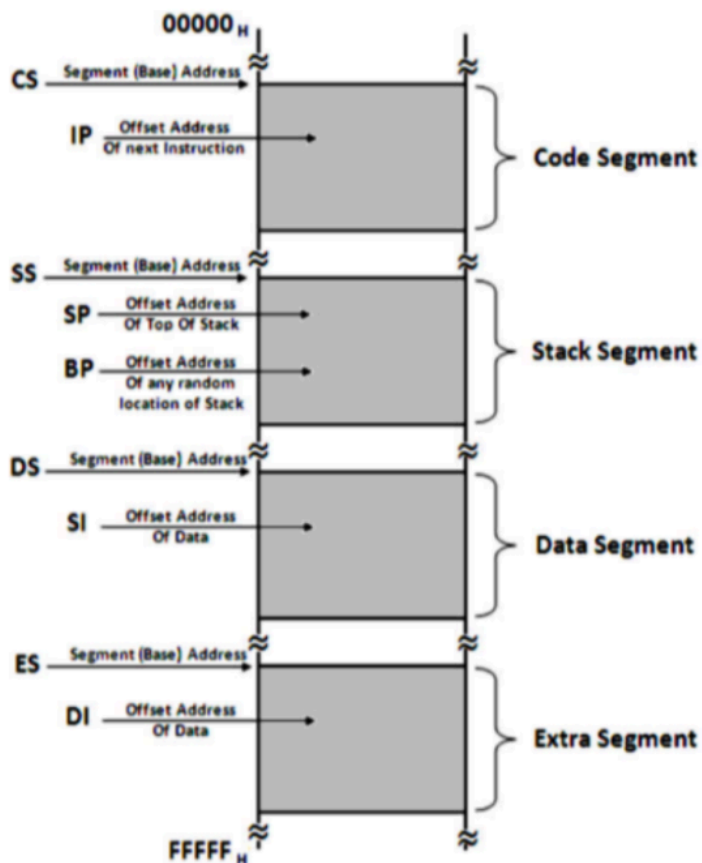 00000 H
CS Segment (Base) Address
IP Offset Address
Of next Instruction
Code Segment
SS Segment (Base) Address
SP Offset Address
Of Top Of Stack
BP Offset Address
Of any random
location of Stack
Stack Segment
DS Segment (Base) Address
SI Offset Address
Of Data
Data Segment
ES Segment (Base) Address
DI Offset Address
Of Data
Extra Segment
FFFFF H